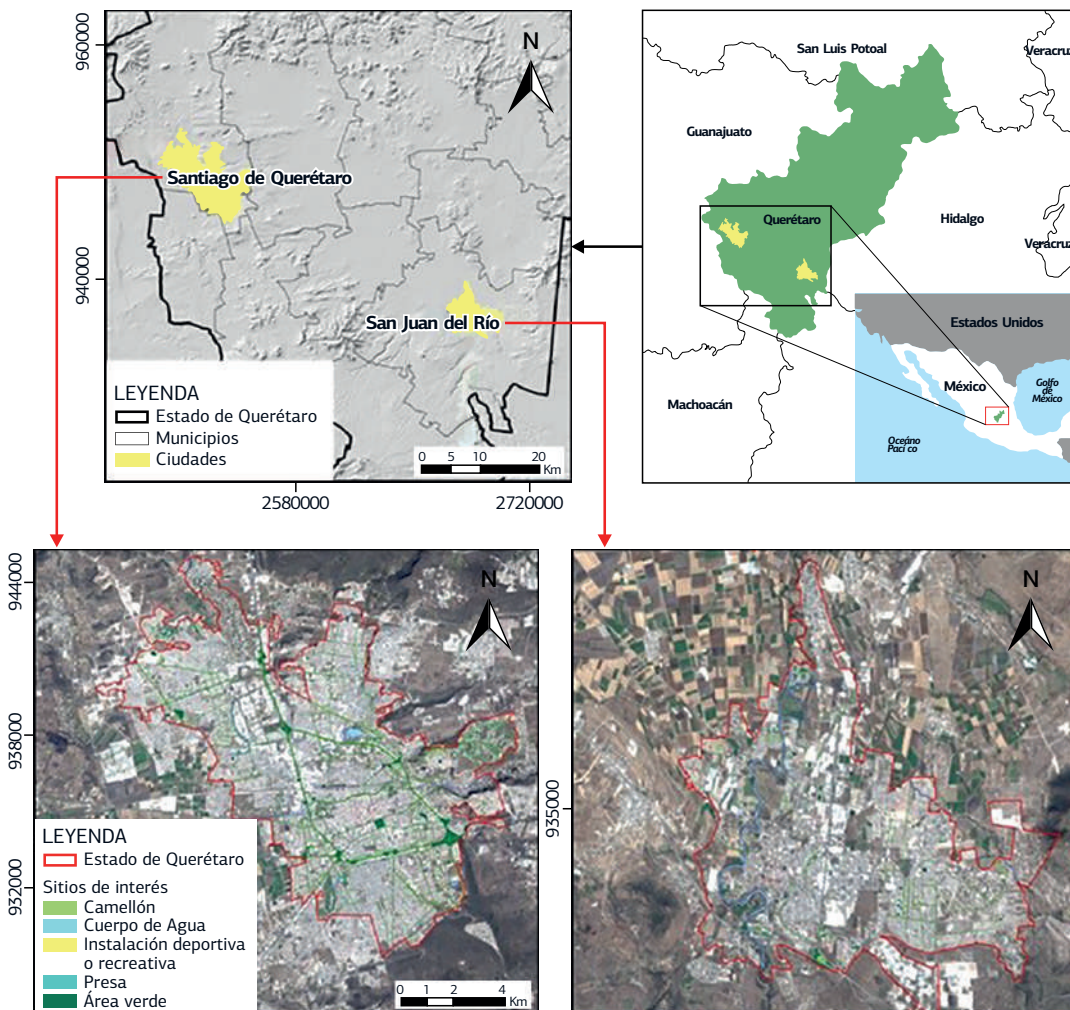 960000
940000
2580000
2720000
N
Santiago de Querétaro
San Juan del Río
LEYENDA
Estado de Querétaro
Municipios
Ciudades
0 5 10 20
Km
San Luis Potoal
Veracruz
Guanajuato
Querétaro
Hidalgo
Veracruz
Machoacán
Estados Unidos
México
Golfo
de
México
Oceáno
Pací co
944000
938000
932000
N
LEYENDA
Estado de Querétaro
Sitios de interés
Camellón
Cuerpo de Agua
Instalación deportiva
o recreativa
Presa
Área verde
0 1 2 4
Km
935000
N